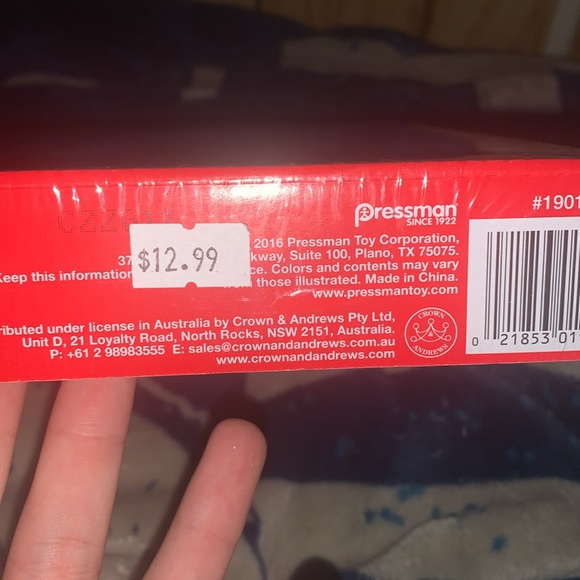 pressman
SINCE 1922
#1901
2016 Pressman Toy Corporation,
37 kway, Suite 100, Plano, TX 75075.
Keep this information ce. Colors and contents may vary
from those illustrated. Made in China.
www.pressmantoy.com
$12.99
ributed under license in Australia by Crown & Andrews Pty Ltd,
Unit D, 21 Loyalty Road, North Rocks, NSW 2151, Australia.
P: +61 2 98983555 E: sales@crownandandrews.com.au
www.crownandandrews.com
CROWN
&
ANDREWS
0 21853 01